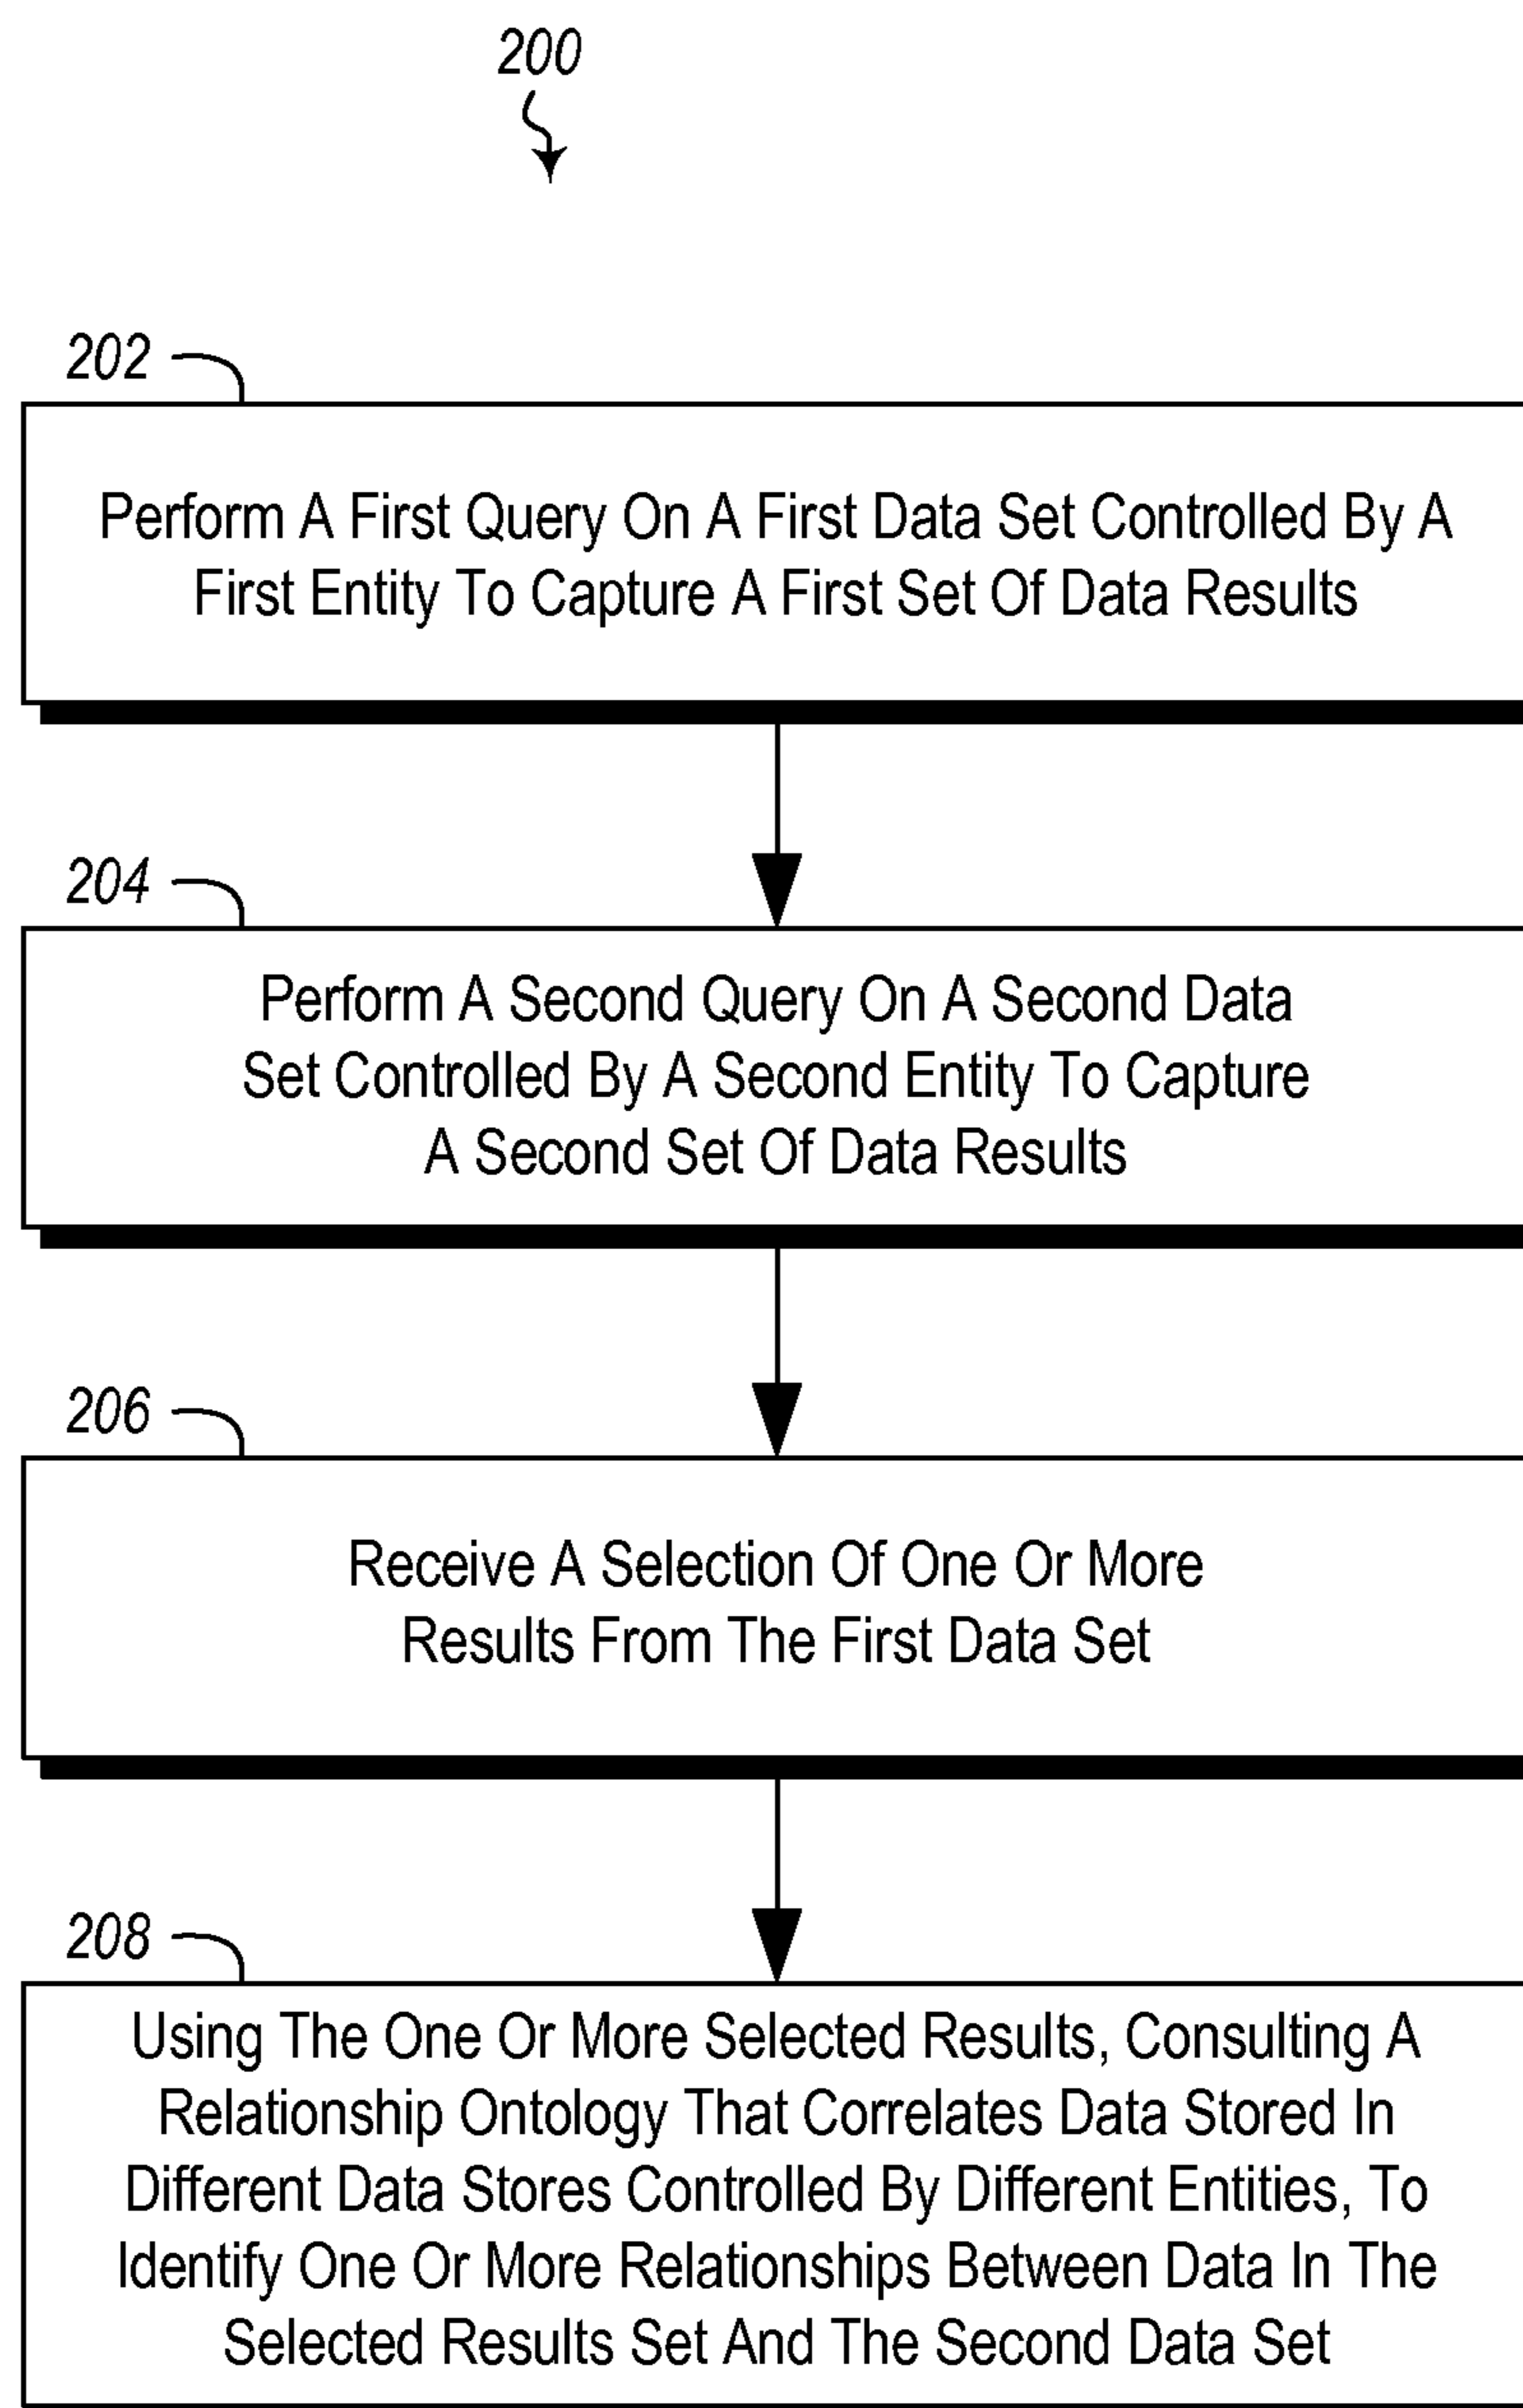 200
202
Perform A First Query On A First Data Set Controlled By A
First Entity To Capture A First Set Of Data Results
204
Perform A Second Query On A Second Data
Set Controlled By A Second Entity To Capture
A Second Set Of Data Results
206
Receive A Selection Of One Or More
Results From The First Data Set
208
Using The One Or More Selected Results, Consulting A
Relationship Ontology That Correlates Data Stored In
Different Data Stores Controlled By Different Entities, To
Identify One Or More Relationships Between Data In The
Selected Results Set And The Second Data Set